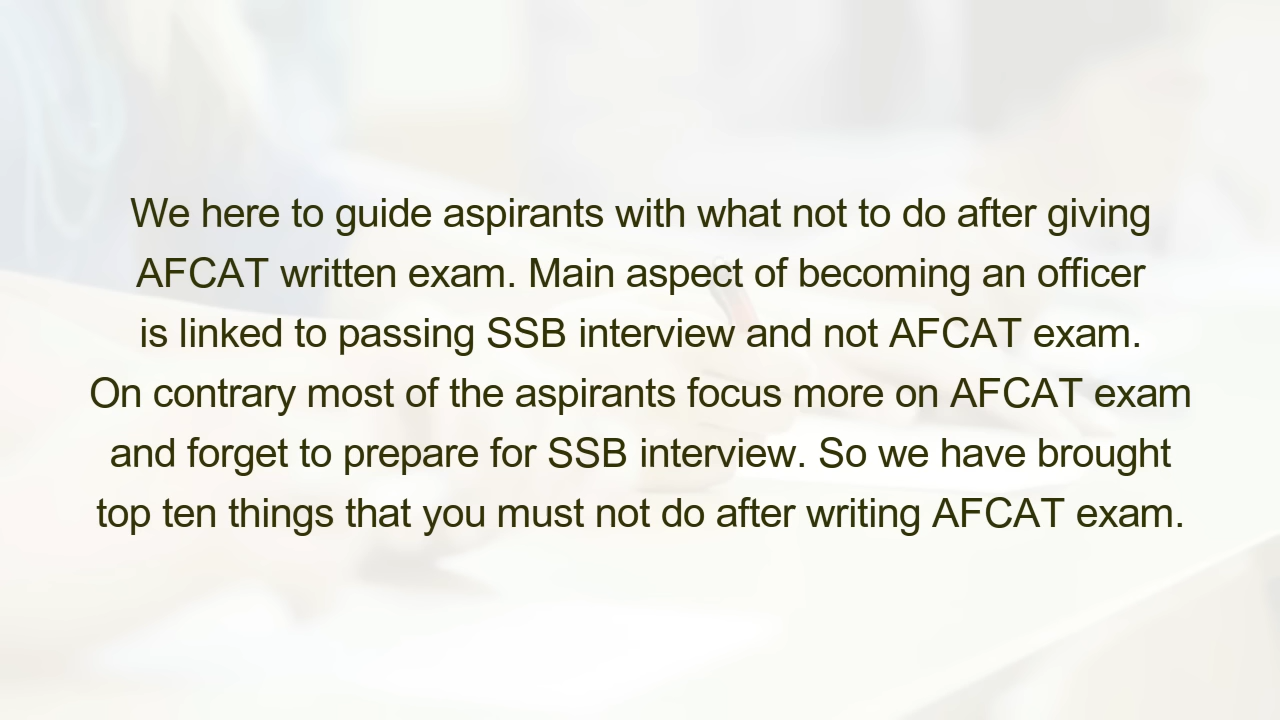 We here to guide aspirants with what not to do after giving
AFCAT written exam. Main aspect of becoming an officer
is linked to passing SSB interview and not AFCAT exam.
On contrary most of the aspirants focus more on AFCAT exam
and forget to prepare for SSB interview. So we have brought
top ten things that you must not do after writing AFCAT exam.